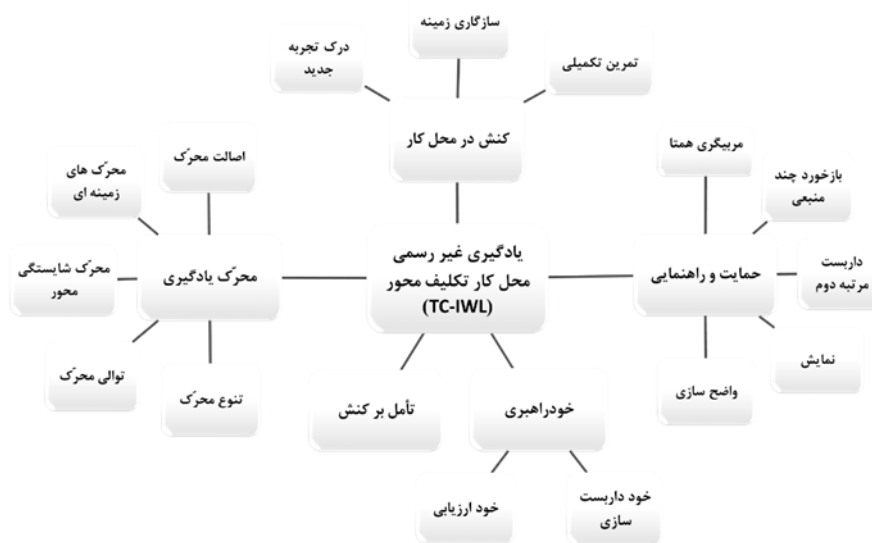 سازگاری زمینه
درک تجربه
جدید
تمرین تکمیلی
کنش در محل کار
مربیگری همتا
اصالت محرّک
محرّک های
زمینه ای
بازخورد چند
منبعی
یادگیری غیر رسمی
محل کار تکلیف محور
(TC-IWL)
حمایت و راهنمایی
داربست
مرتبه دوم
محرّک یادگیری
محرّک شایستگی
محور
نمایش
واضح سازی
توالی محرّک
تنوع محرّک
خودراهبری
تأمل بر کنش
خود داربست
سازی
خود ارزیابی